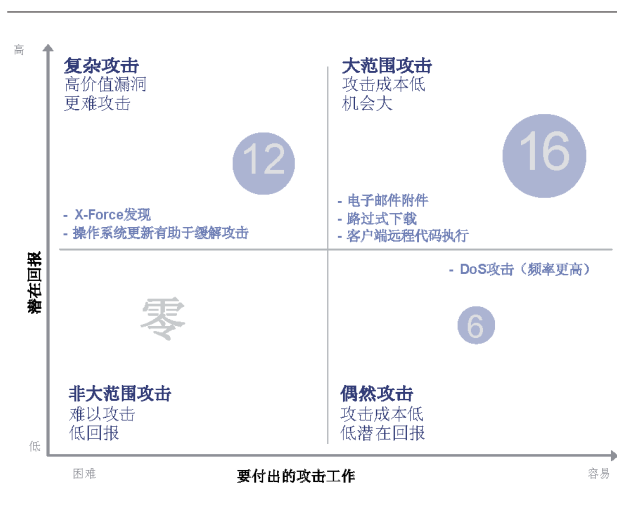 高
复杂攻击
高价值漏洞
更难攻击
12
- X-Force发现
- 操作系统更新有助于缓解攻击
大范围攻击
攻击成本低
机会大
16
- 电子邮件附件
- 路过式下载
- 客户端远程代码执行
潜在回报
零
非大范围攻击
难以攻击
低回报
- DoS攻击（频率更高）
6
偶然攻击
攻击成本低
低潜在回报
低
困难
要付出的攻击工作
容易